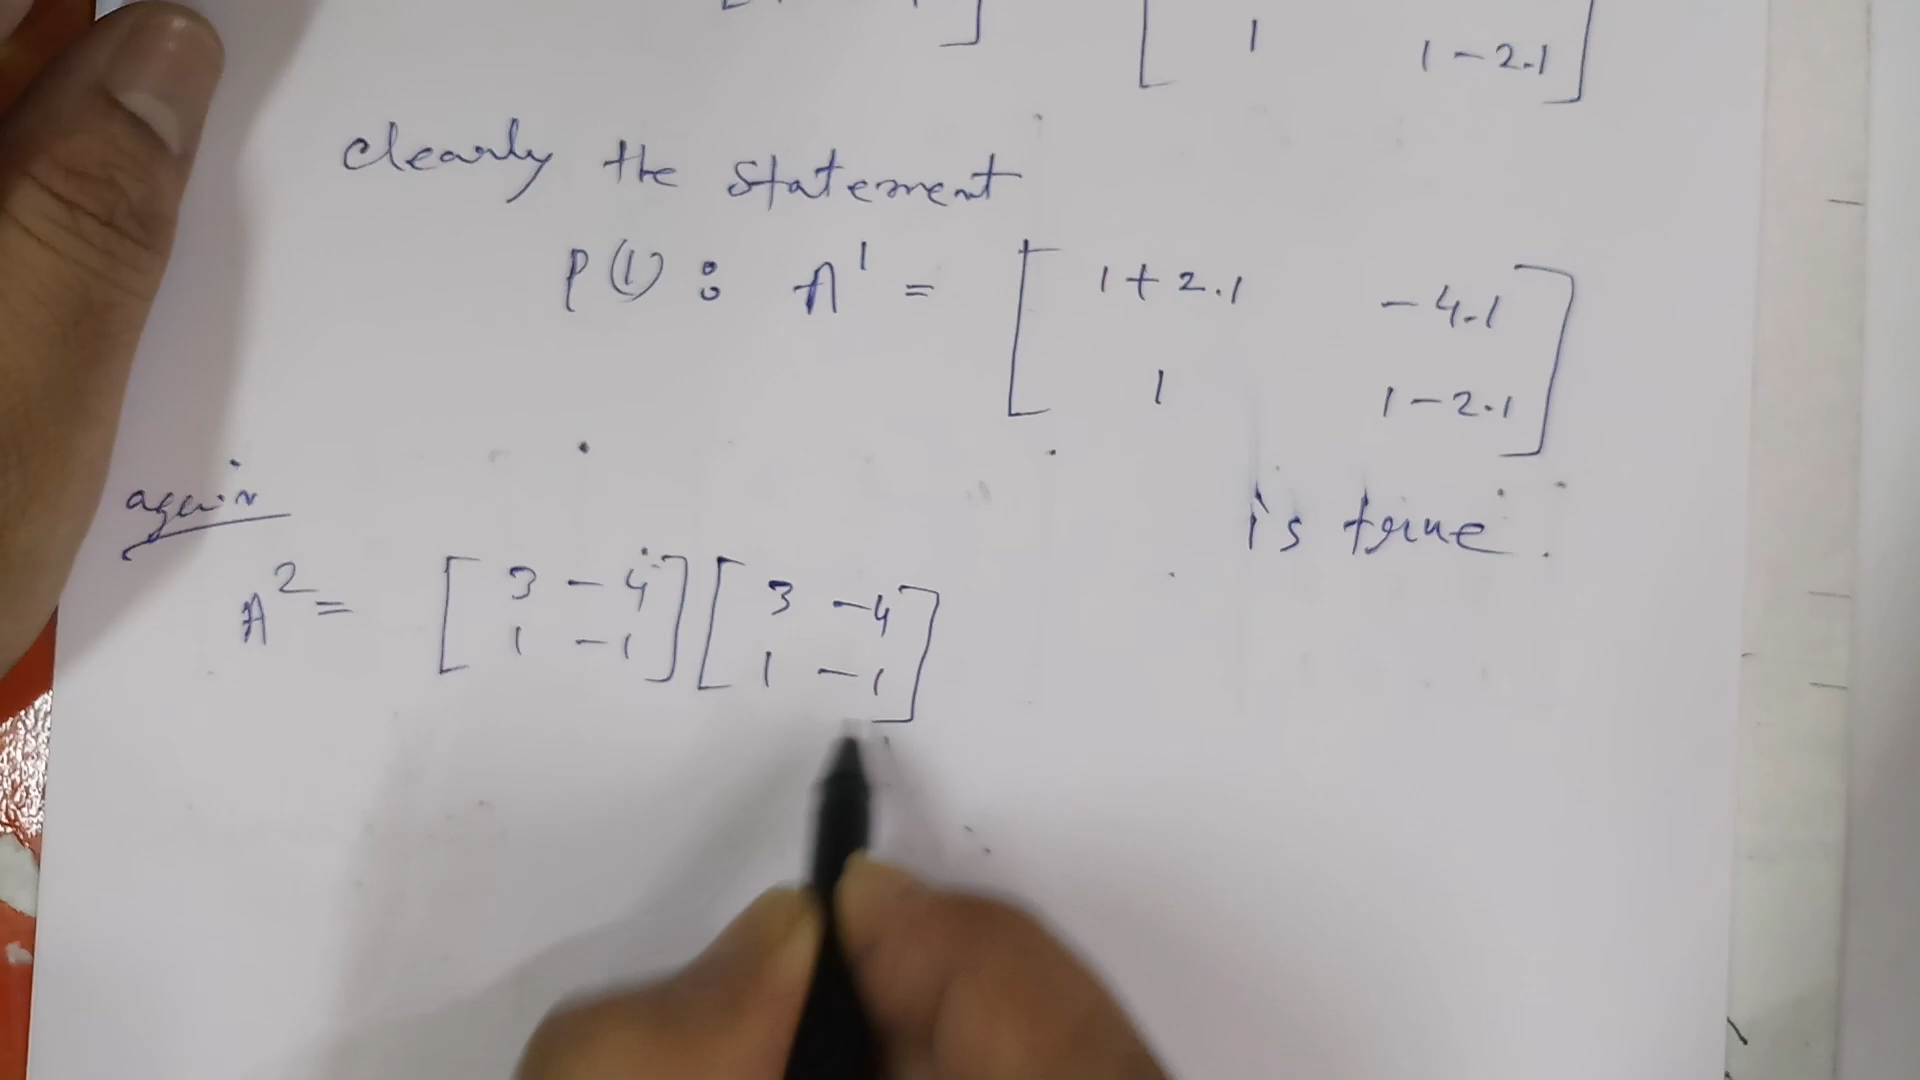 1 1-2.1
clearly the statement
P(1) : A¹ = [ 1+2.1 -4.1
1 1-2.1 ]
is true.
again
A² = [ 3 -4 ] [ 3 -4 ]
1 -1 1 -1